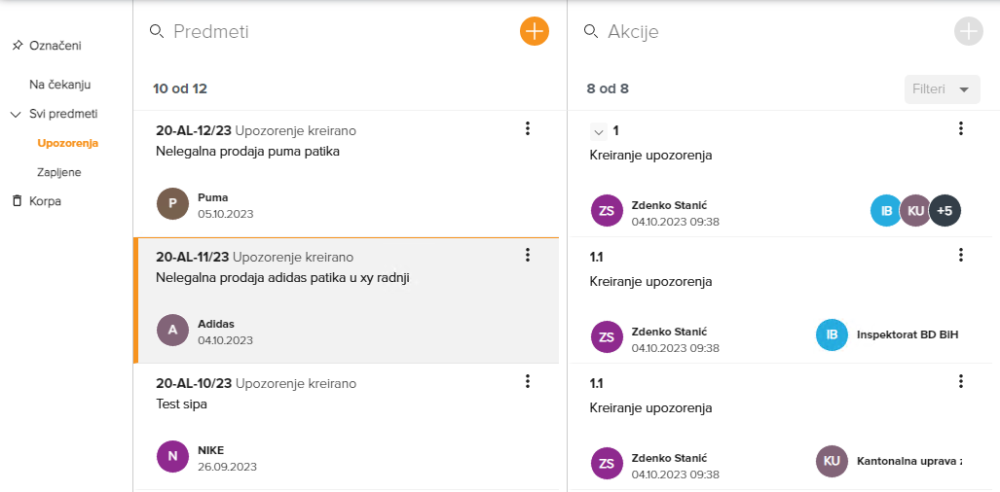 Označeni
Na čekanju
Svi predmeti
Upozorenja
Zapljene
Korpa
Predmeti
10 od 12
20-AL-12/23 Upozorenje kreirano
Nelegalna prodaja puma patika
P
Puma
05.10.2023
20-AL-11/23 Upozorenje kreirano
Nelegalna prodaja adidas patika u xy radnji
A
Adidas
04.10.2023
20-AL-10/23 Upozorenje kreirano
Test sipa
N
NIKE
26.09.2023
Akcije
8 od 8
Filteri
1
Kreiranje upozorenja
ZS
Zdenko Stanić
04.10.2023 09:38
IB KU +5
1.1
Kreiranje upozorenja
ZS
Zdenko Stanić
04.10.2023 09:38
IB
Inspektorat BD BiH
1.1
Kreiranje upozorenja
ZS
Zdenko Stanić
04.10.2023 09:38
KU
Kantonalna uprava